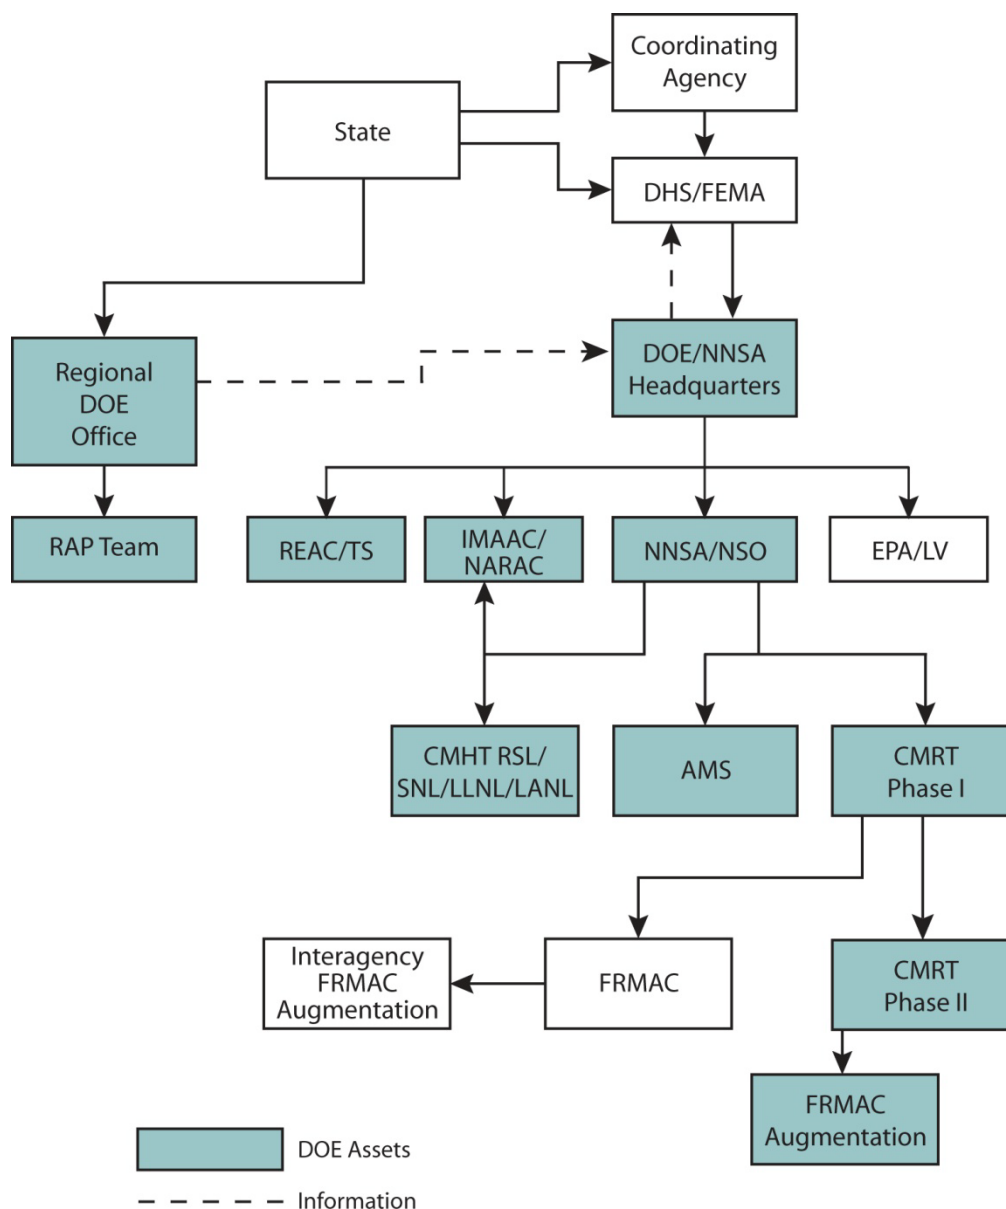 Coordinating
Agency
State
DHS/FEMA
Regional
DOE
Office
DOE/NNSA
Headquarters
RAP Team
REAC/TS
IMAAC/
NARAC
NNSA/NSO
EPA/LV
CMHT RSL/
SNL/LLNL/LANL
AMS
CMRT
Phase I
Interagency
FRMAC
Augmentation
FRMAC
CMRT
Phase II
FRMAC
Augmentation
DOE Assets
Information